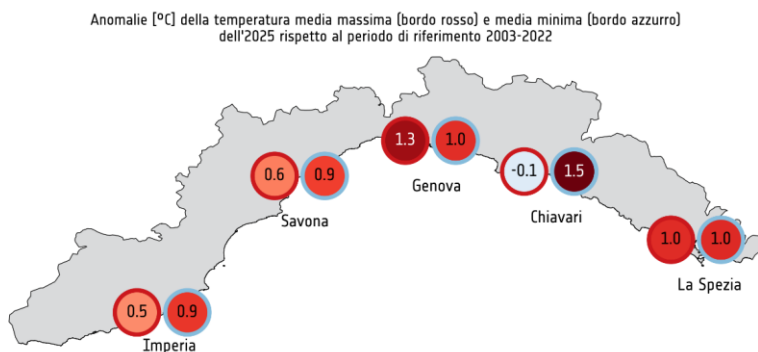 Anomalie [°C] della temperatura media massima (bordo rosso) e media minima (bordo azzurro)
dell'2025 rispetto al periodo di riferimento 2003-2022
1.3 1.0
Genova
0.6 0.9
Savona
-0.1 1.5
Chiavari
1.0 1.0
La Spezia
0.5 0.9
Imperia